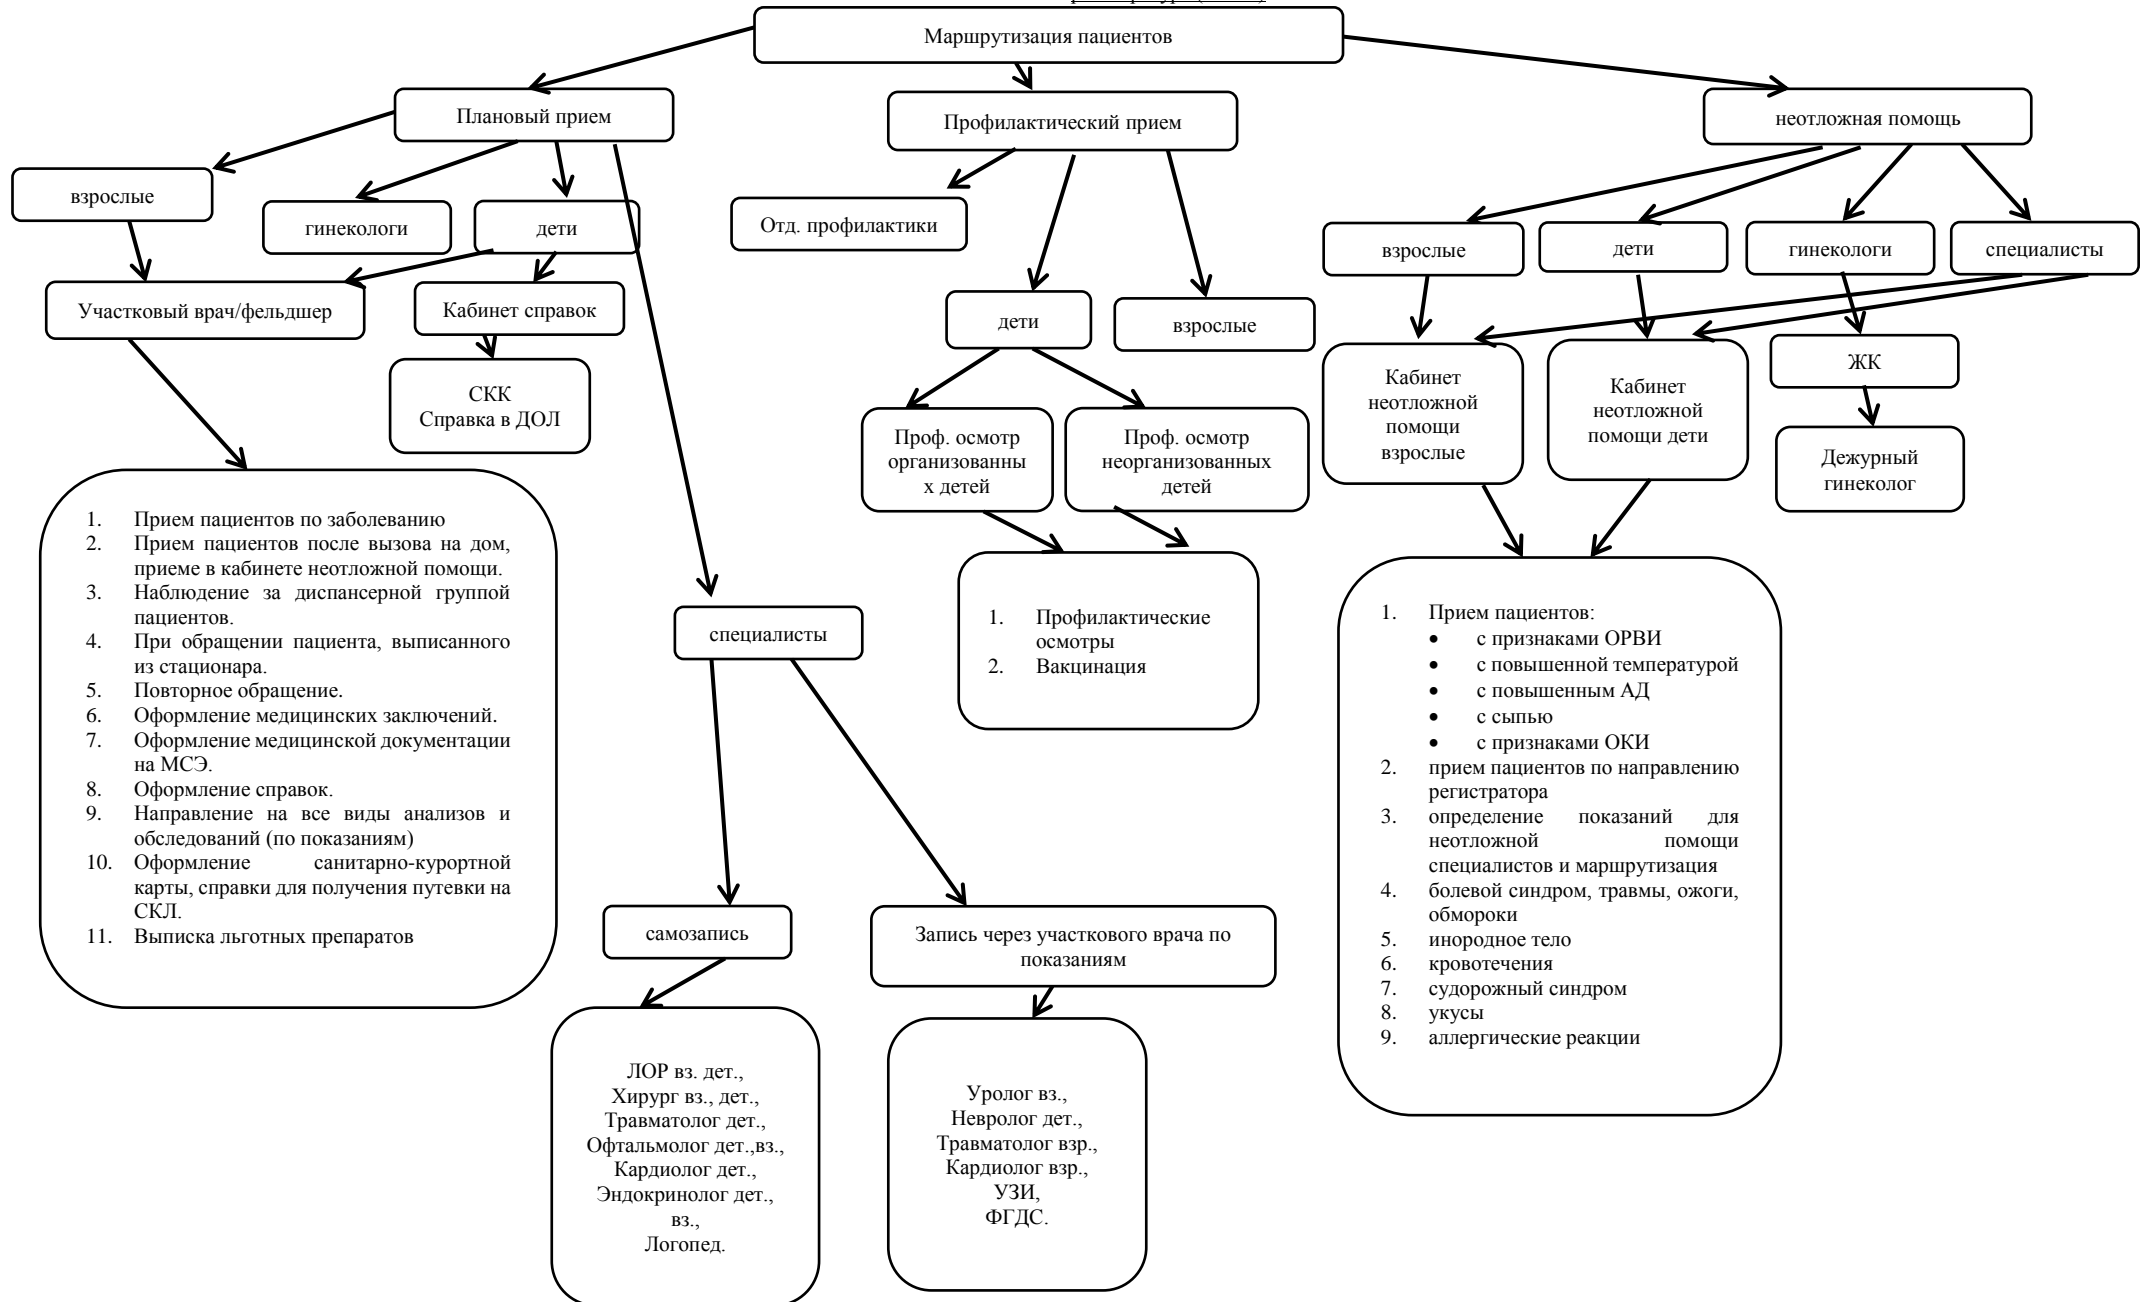 Маршрутизация пациентов
Плановый прием
Профилактический прием
неотложная помощь
взрослые
гинекологи
дети
Отд. профилактики
взрослые
дети
гинекологи
специалисты
Участковый врач/фельдшер
Кабинет справок
дети
взрослые
СКК
Справка в ДОЛ
Кабинет
неотложной
помощи
взрослые
Кабинет
неотложной
помощи дети
ЖК
Дежурный
гинеколог
Проф. осмотр
организованны
х детей
Проф. осмотр
неорганизованных
детей
1. Прием пациентов по заболеванию
2. Прием пациентов после вызова на дом,
приеме в кабинете неотложной помощи.
3. Наблюдение за диспансерной группой
пациентов.
4. При обращении пациента, выписанного
из стационара.
5. Повторное обращение.
6. Оформление медицинских заключений.
7. Оформление медицинской документации
на МСЭ.
8. Оформление справок.
9. Направление на все виды анализов и
обследований (по показаниям)
10. Оформление санитарно-курортной
карты, справки для получения путевки на
СКЛ.
11. Выписка льготных препаратов
специалисты
1. Профилактические
осмотры
2. Вакцинация
1. Прием пациентов:
• с признаками ОРВИ
• с повышенной температурой
• с повышенным АД
• с сыпью
• с признаками ОКИ
2. прием пациентов по направлению
регистратора
3. определение показаний для
неотложной помощи
специалистов и маршрутизация
4. болевой синдром, травмы, ожоги,
обмороки
5. инородное тело
6. кровотечения
7. судорожный синдром
8. укусы
9. аллергические реакции
самозапись
Запись через участкового врача по
показаниям
ЛОР вз. дет.,
Хирург вз., дет.,
Травматолог дет.,
Офтальмолог дет.,вз.,
Кардиолог дет.,
Эндокринолог дет.,
вз.,
Логопед.
Уролог вз.,
Невролог дет.,
Травматолог взр.,
Кардиолог взр.,
УЗИ,
ФГДС.